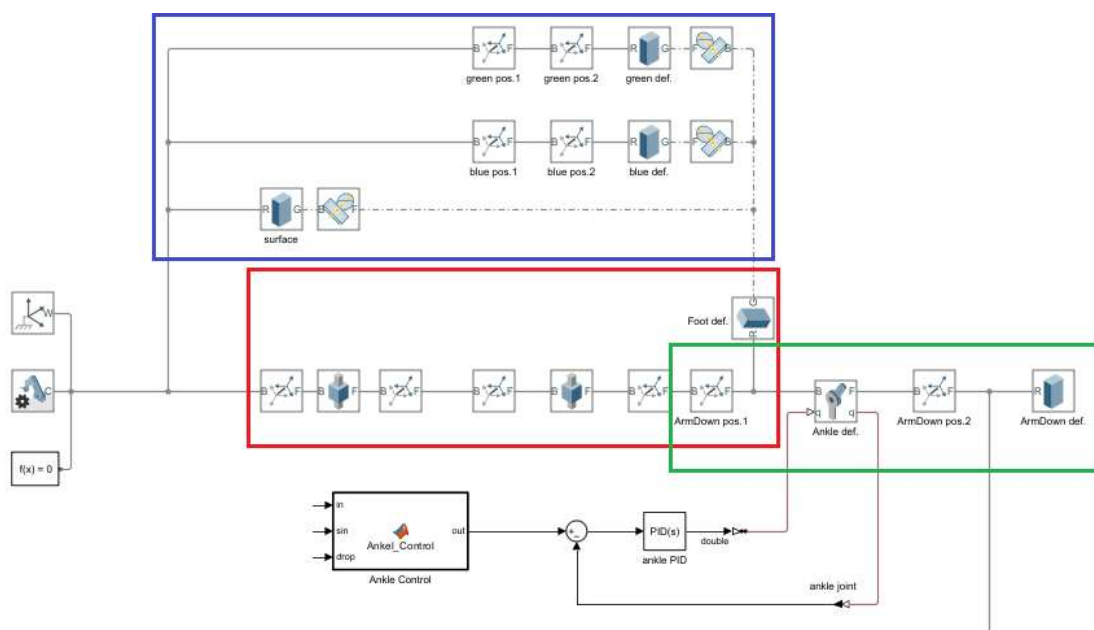 B F B F R G F B
green pos.1 green pos.2 green def.
B F B F R G F B
blue pos.1 blue pos.2 blue def.
R G B F
surface
W
G
Foot def.
R
C
B F B F B F B F B F B F B F B F B F R
q q
ArmDown pos.1 Ankle def. ArmDown pos.2 ArmDown def.
f(x) = 0
in
sin
drop
Ankel_Control
out
Ankle Control
+
-
PID(s)
ankle PID
double
ankle joint